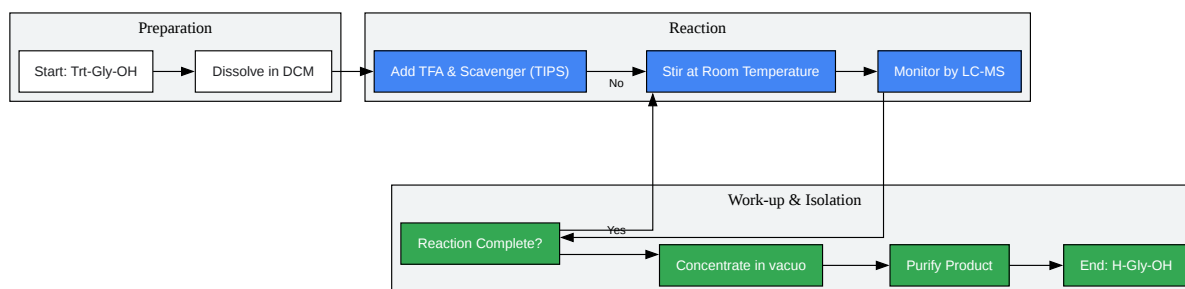 Preparation
Reaction
Start: Trt-Gly-OH
Dissolve in DCM
Add TFA & Scavenger (TIPS)
No
Stir at Room Temperature
Monitor by LC-MS
Work-up & Isolation
Reaction Complete?
Yes
Concentrate in vacuo
Purify Product
End: H-Gly-OH